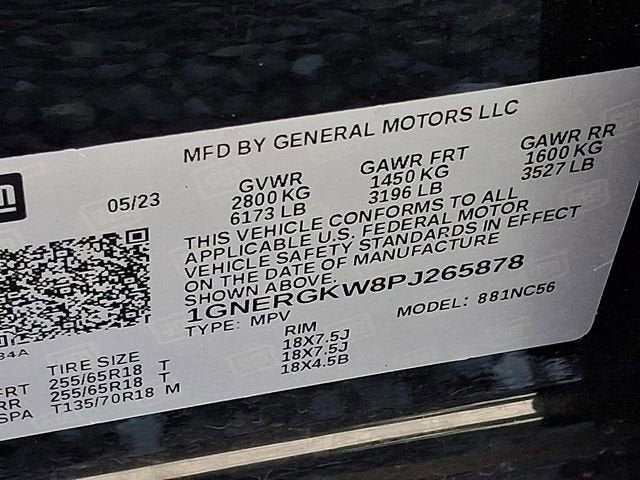 MFD BY GENERAL MOTORS LLC
05/23
GVWR GAWR FRT GAWR RR
2800 KG 1450 KG 1600 KG
6173 LB 3196 LB 3527 LB
THIS VEHICLE CONFORMS TO ALL
APPLICABLE U.S. FEDERAL MOTOR
VEHICLE SAFETY STANDARDS IN EFFECT
ON THE DATE OF MANUFACTURE
SHOWN ABOVE.
1GNERGKW8PJ265878
TYPE: MPV MODEL: 881NC56
TIRE SIZE RIM
FRT 255/65R18 T 18X7.5J
RR 255/65R18 T 18X7.5J
SPA T135/70R18 M 18X4.5B